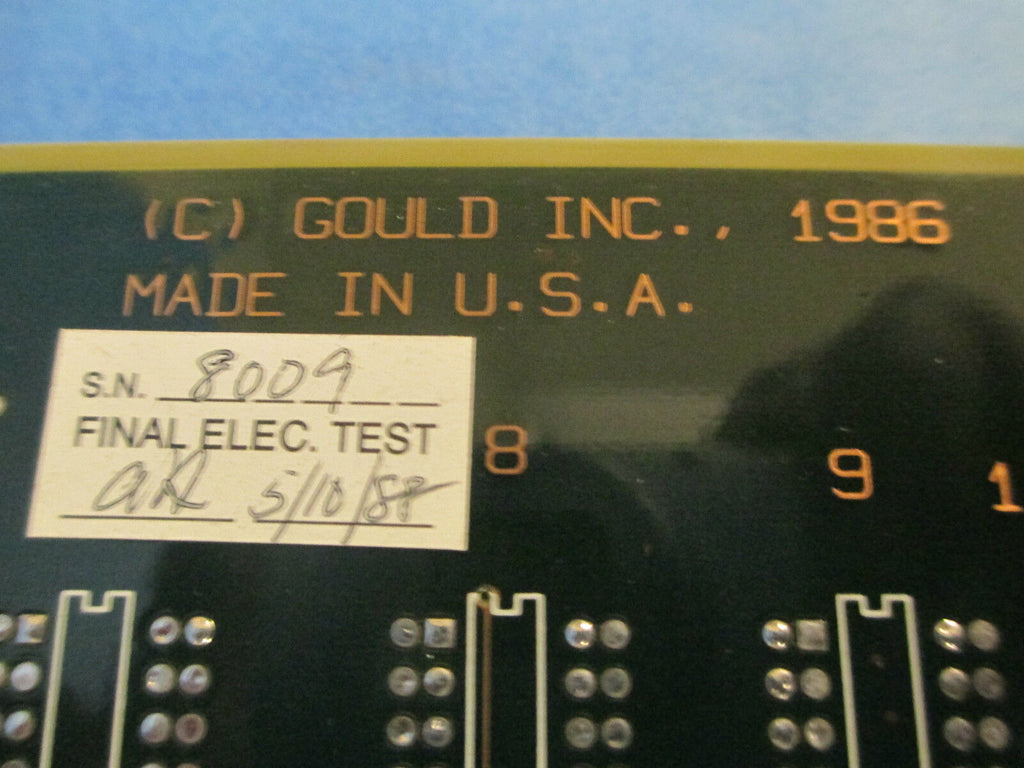 (C) GOULD INC., 1986
MADE IN U.S.A.
S.N. 8009
FINAL ELEC. TEST
5/10/88
8
9
1